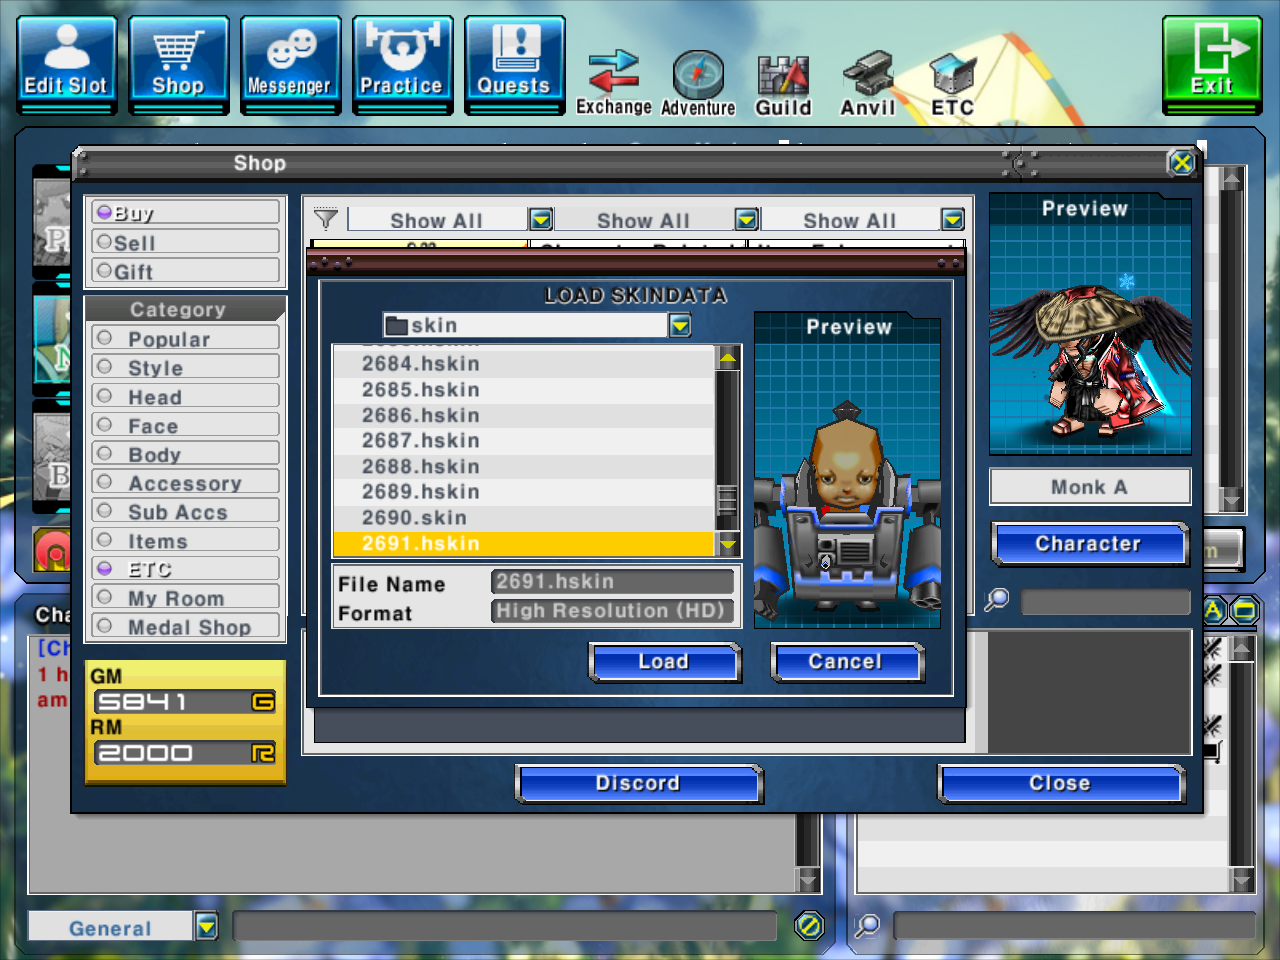 Edit Slot
Shop
Messenger
Practice
Quests
Exchange
Adventure
Guild
Anvil
ETC
Exit
Shop
Buy
Sell
Gift
Category
Popular
Style
Head
Face
Body
Accessory
Sub Accs
Items
ETC
My Room
Medal Shop
GM
5841 G
RM
2000 R
Show All
Show All
Show All
LOAD SKINDATA
skin
2684.hskin
2685.hskin
2686.hskin
2687.hskin
2688.hskin
2689.hskin
2690.skin
2691.hskin
File Name 2691.hskin
Format High Resolution (HD)
Preview
Load
Cancel
Preview
Monk A
Character
Discord
Close
Cha
[Ch
1 h
am
A
General